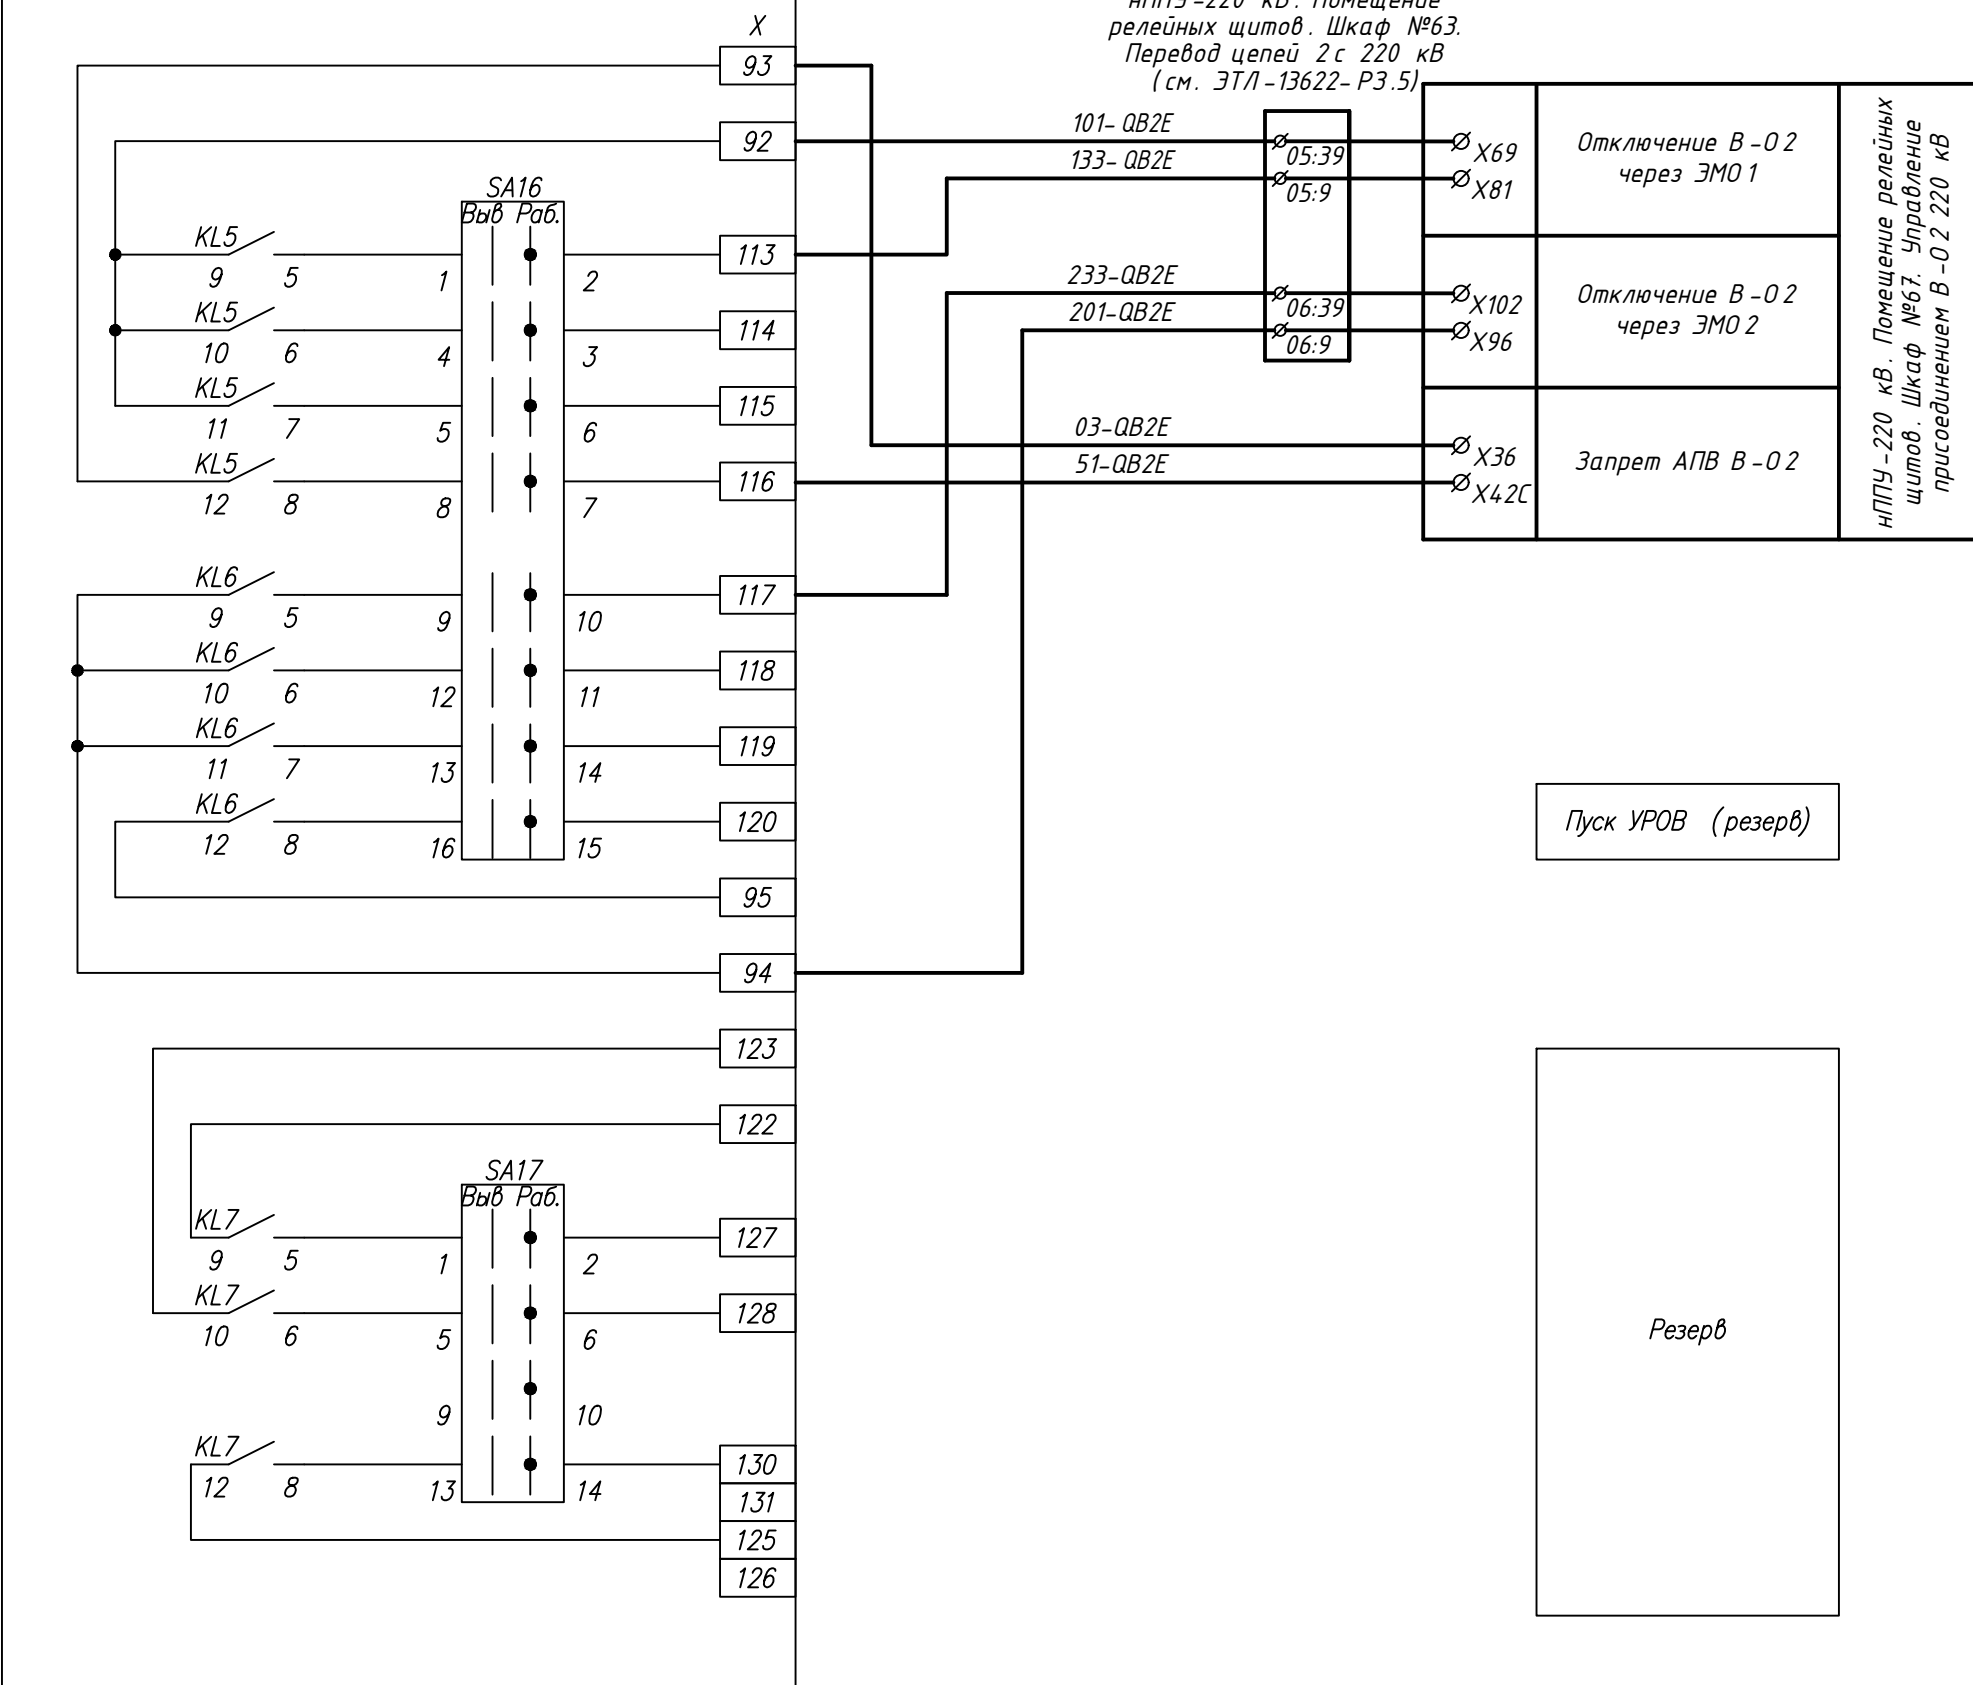 нППУ-220 кВ. Помещение
релейных щитов. Шкаф №63.
Перевод цепей 2с 220 кВ
(см. ЭТЛ-13622-РЗ.5)
X
93
92
101-QB2E
05:39
X69
133-QB2E
05:9
X81
Отключение В-О2
через ЭМО1
SA16
Выв Раб.
KL5
9 5 1 2
113
KL5
10 6 4 3
114
233-QB2E
06:39
X102
201-QB2E
06:9
X96
Отключение В-О2
через ЭМО2
KL5
11 7 5 6
115
KL5
12 8 8 7
116
03-QB2E
X36
51-QB2E
X42C
Запрет АПВ В-О2
нППУ-220 кВ. Помещение релейных
щитов. Шкаф №67. Управление
присоединением В-О2 220 кВ
KL6
9 5 9 10
117
KL6
10 6 12 11
118
KL6
11 7 13 14
119
KL6
12 8 16 15
120
Пуск УРОВ (резерв)
95
94
123
122
SA17
Выв Раб.
KL7
9 5 1 2
127
KL7
10 6 5 6
128
9 10
Резерв
KL7
12 8 13 14
130
131
125
126